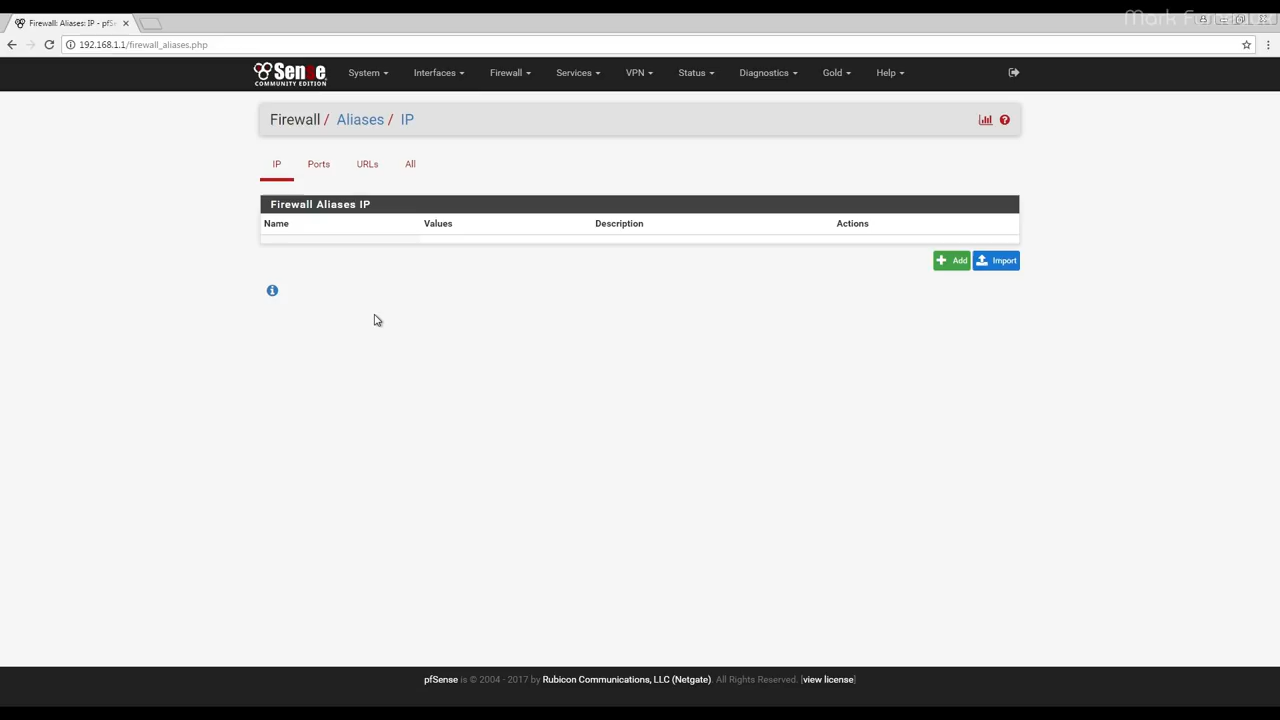 Firewall: Aliases: IP - pfS
Mark F
192.168.1.1/firewall_aliases.php
Sense
COMMUNITY EDITION
System Interfaces Firewall Services VPN Status Diagnostics Gold Help
Firewall / Aliases / IP
IP Ports URLs All
Firewall Aliases IP
Name Values Description Actions
Add Import
pfSense is © 2004 - 2017 by Rubicon Communications, LLC (Netgate). All Rights Reserved. [view license]